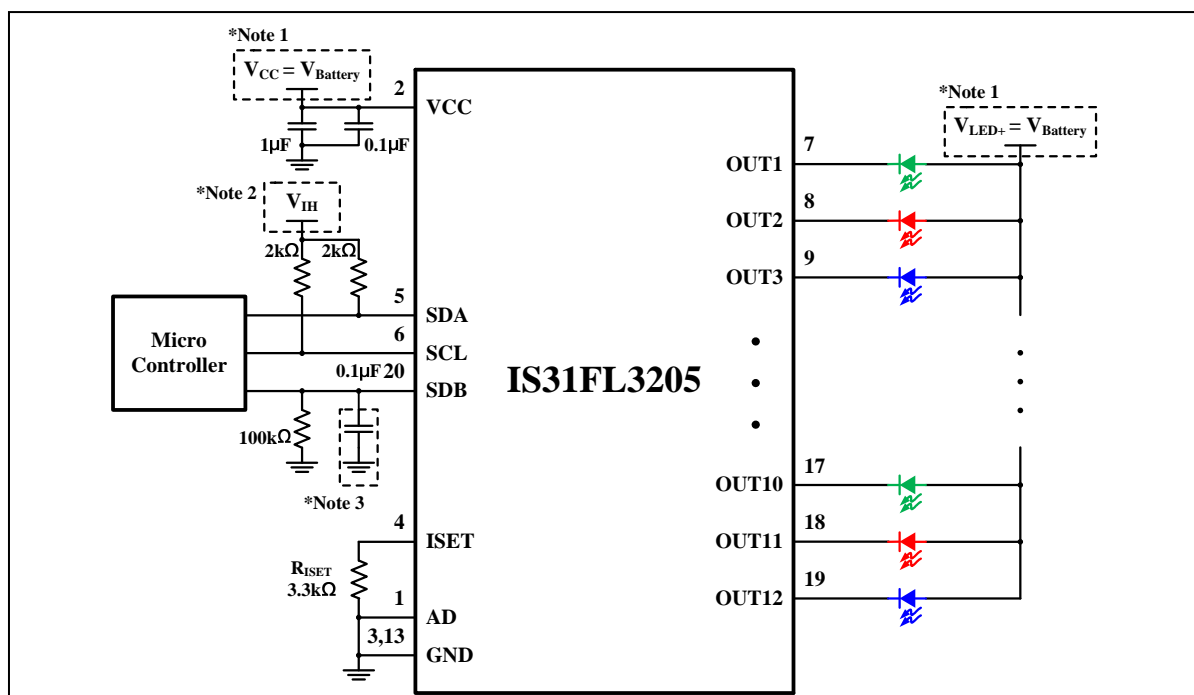 *Note 1
VCC = VBattery
2
VCC
1µF
0.1µF
*Note 2
VIH
2kΩ
2kΩ
Micro
Controller
5
SDA
6
SCL
0.1µF
20
SDB
100kΩ
*Note 3
4
ISET
RISET
3.3kΩ
1
AD
3,13
GND
IS31FL3205
*Note 1
VLED+ = VBattery
OUT1
7
OUT2
8
OUT3
9
OUT10
17
OUT11
18
OUT12
19